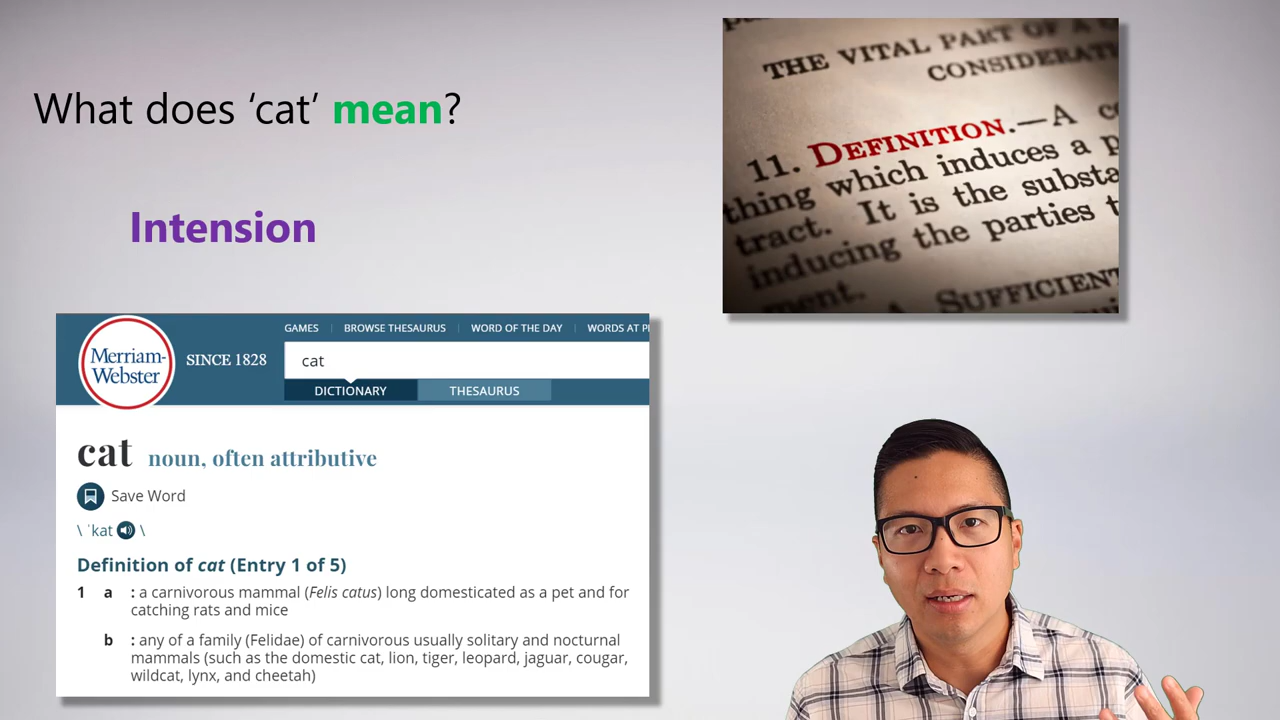 What does ‘cat’ mean?
Intension
THE VITAL PART OF A
CONSIDERAT
11. DEFINITION.—A
thing which induces a
tract. It is the substa
inducing the parties
ment.
SUFFICIENT
GAMES BROWSE THESAURUS WORD OF THE DAY WORDS AT
Merriam-
Webster
SINCE 1828
cat
DICTIONARY THESAURUS
cat noun, often attributive
Save Word
\ ˈkat \
Definition of cat (Entry 1 of 5)
1 a : a carnivorous mammal (Felis catus) long domesticated as a pet and for
catching rats and mice
b : any of a family (Felidae) of carnivorous usually solitary and nocturnal
mammals (such as the domestic cat, lion, tiger, leopard, jaguar, cougar,
wildcat, lynx, and cheetah)